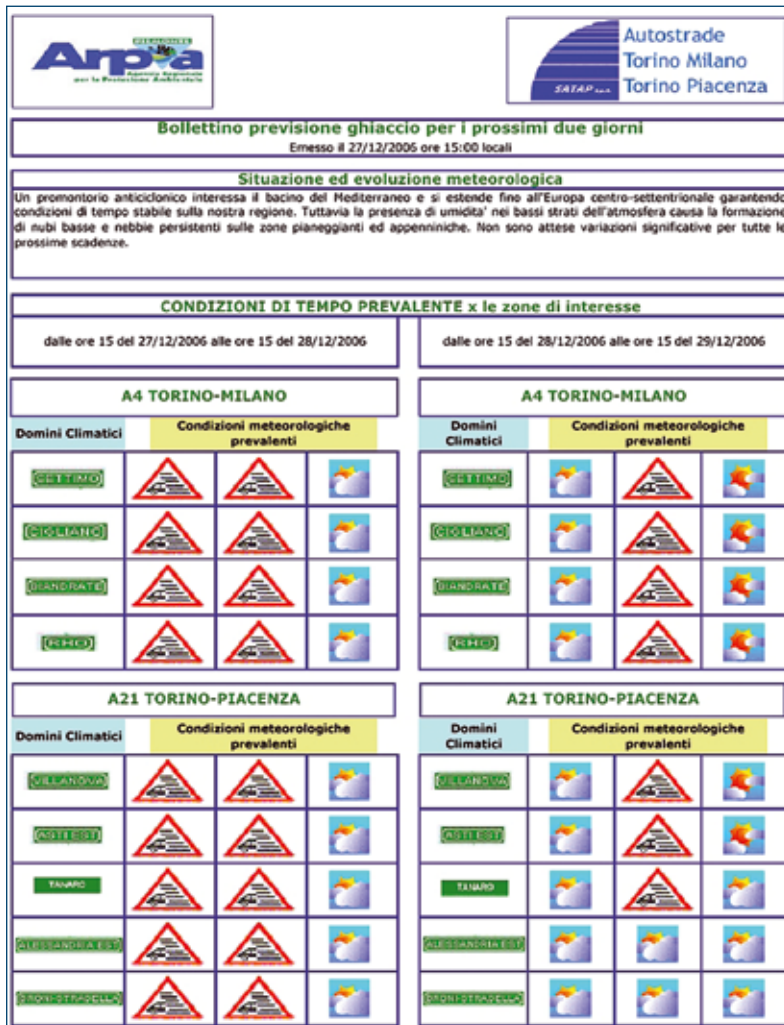 PIEMONTE
Arpa
Agenzia Regionale
per la Protezione Ambientale
Autostrade
Torino Milano
Torino Piacenza
SATAP S.p.A.
Bollettino previsione ghiaccio per i prossimi due giorni
Emesso il 27/12/2006 ore 15:00 locali
Situazione ed evoluzione meteorologica
Un promontorio anticiclonico interessa il bacino del Mediterraneo e si estende fino all'Europa centro-settentrionale garantendo
condizioni di tempo stabile sulla nostra regione. Tuttavia la presenza di umidita' nei bassi strati dell'atmosfera causa la formazione
di nubi basse e nebbie persistenti sulle zone pianeggianti ed appenniniche. Non sono attese variazioni significative per tutte le
prossime scadenze.
CONDIZIONI DI TEMPO PREVALENTE x le zone di interesse
dalle ore 15 del 27/12/2006 alle ore 15 del 28/12/2006
dalle ore 15 del 28/12/2006 alle ore 15 del 29/12/2006
A4 TORINO-MILANO
A4 TORINO-MILANO
Domini Climatici
Condizioni meteorologiche
prevalenti
Domini
Climatici
Condizioni meteorologiche
prevalenti
SETTIMO
SETTIMO
CIGLIANO
CIGLIANO
BIANDRATE
BIANDRATE
RHO
RHO
A21 TORINO-PIACENZA
A21 TORINO-PIACENZA
Domini Climatici
Condizioni meteorologiche
prevalenti
Domini
Climatici
Condizioni meteorologiche
prevalenti
VILLANOVA
VILLANOVA
ASTI EST
ASTI EST
TANARO
TANARO
ALESSANDRIA EST
ALESSANDRIA EST
BRONI-STRADELLA
BRONI-STRADELLA